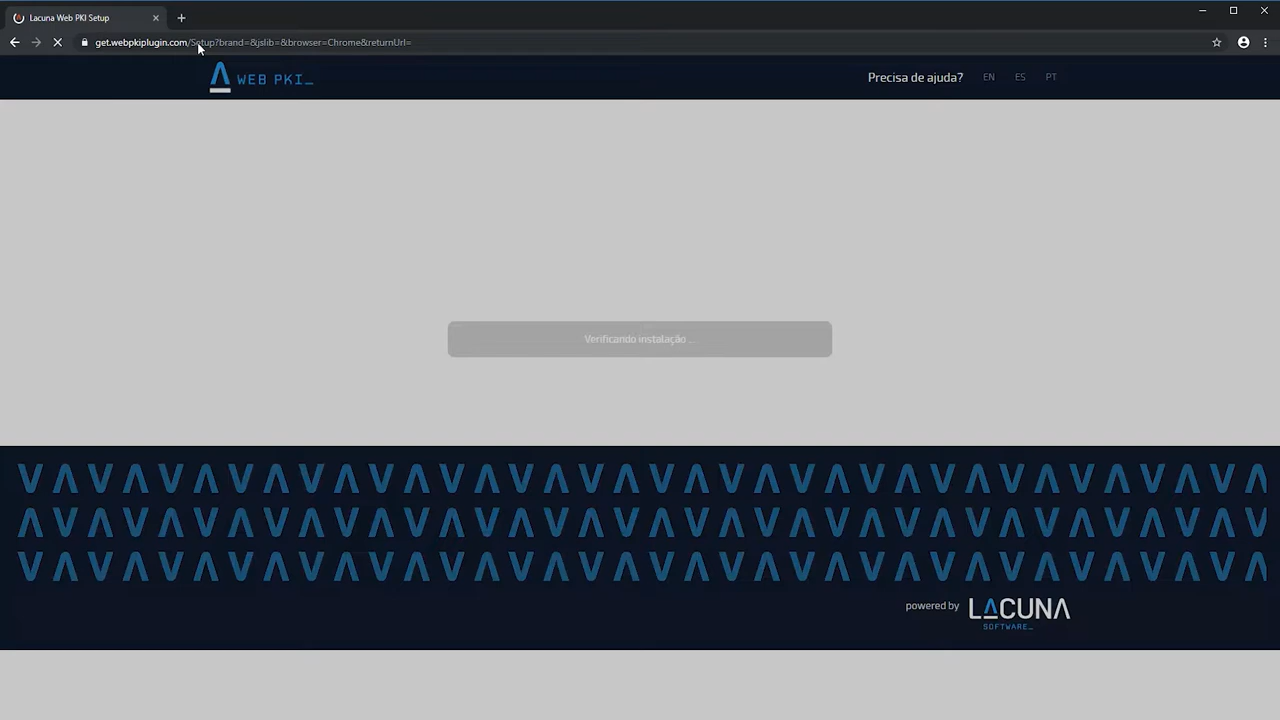 Lacuna Web PKI Setup
get.webpkiplugin.com/Setup?brand=&jslib=&browser=Chrome&returnUrl=
WEB PKI_
Precisa de ajuda? EN ES PT
Verificando instalação ...
powered by LACUNA
SOFTWARE_